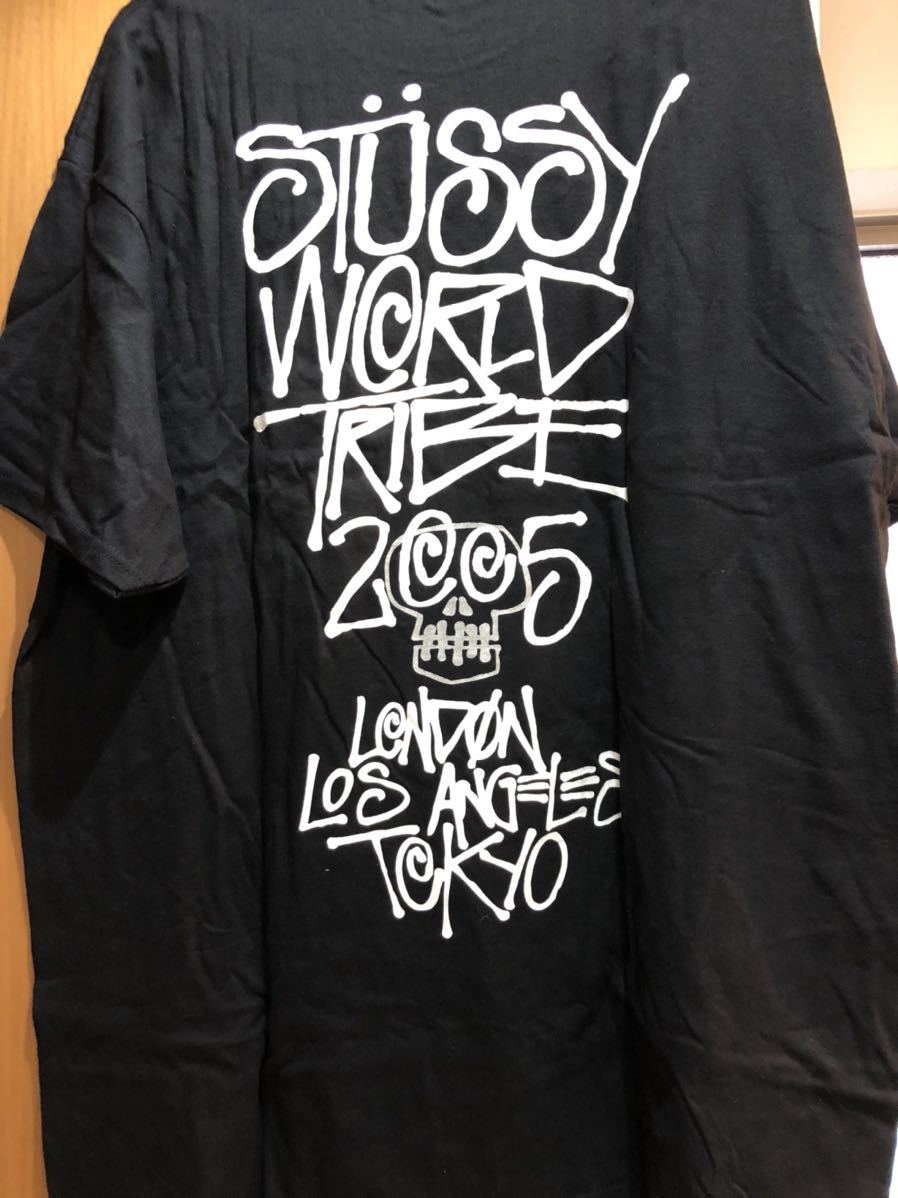 STÜSSY
WORLD
TRIBE
2005
LONDON
LOS ANGELES
TOKYO